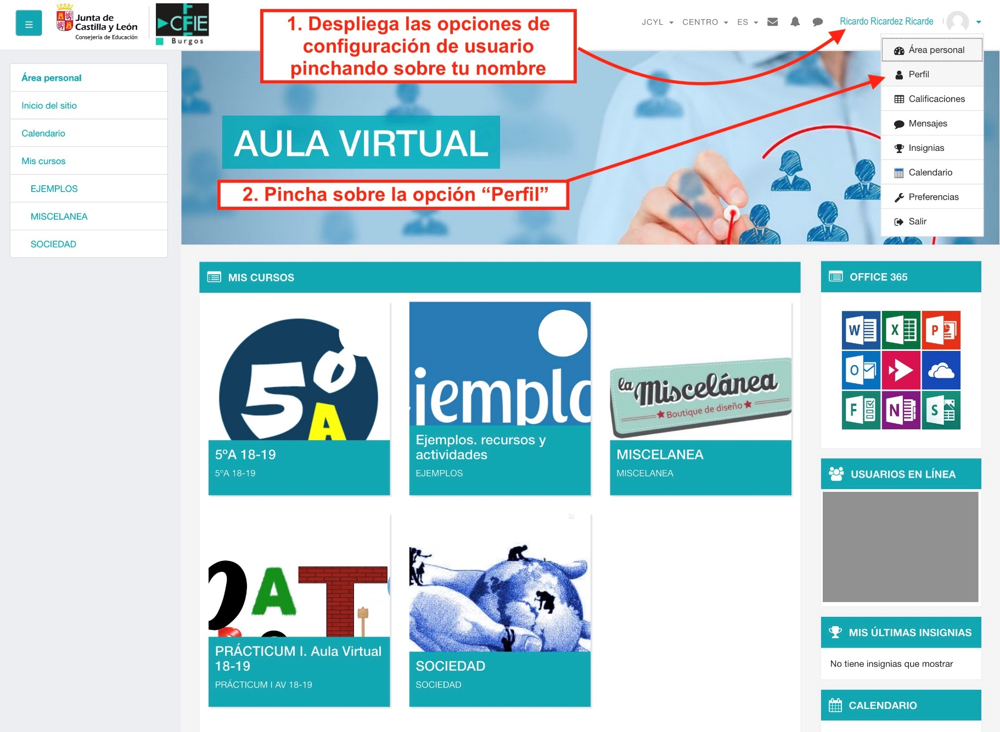 Junta de
Castilla y León
Consejería de Educación
CFIE
Burgos
1. Despliega las opciones de
configuración de usuario
pinchando sobre tu nombre
JCYL
CENTRO
ES
Ricardo Ricardez Ricarde
Área personal
Perfil
Calificaciones
Mensajes
Insignias
Calendario
Preferencias
Salir
Área personal
Inicio del sitio
Calendario
Mis cursos
EJEMPLOS
MISCELANEA
SOCIEDAD
AULA VIRTUAL
2. Pincha sobre la opción “Perfil”
MIS CURSOS
5º
A
5ºA 18-19
5ºA 18-19
jemplo
Ejemplos. recursos y
actividades
EJEMPLOS
la Miscelánea
Boutique de diseño
MISCELANEA
MISCELANEA
A T
PRÁCTICUM I. Aula Virtual
18-19
PRÁCTICUM I AV 18-19
SOCIEDAD
SOCIEDAD
OFFICE 365
W X P
O
F N S
USUARIOS EN LÍNEA
MIS ÚLTIMAS INSIGNIAS
No tiene insignias que mostrar
CALENDARIO